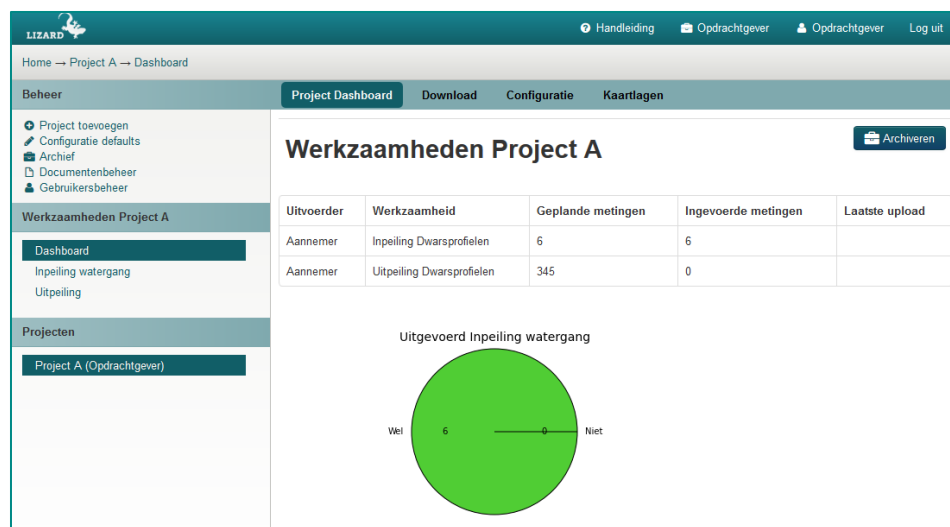 LIZARD
Handleiding Opdrachtgever Opdrachtgever Log uit
Home → Project A → Dashboard
Beheer
Project toevoegen
Configuratie defaults
Archief
Documentenbeheer
Gebruikersbeheer
Werkzaamheden Project A
Dashboard
Inpeiling watergang
Uitpeiling
Projecten
Project A (Opdrachtgever)
Project Dashboard Download Configuratie Kaartlagen
Werkzaamheden Project A
Archiveren
Uitvoerder Werkzaamheid Geplande metingen Ingevoerde metingen Laatste upload
Aannemer Inpeiling Dwarsprofielen 6 6
Aannemer Uitpeiling Dwarsprofielen 345 0
Uitgevoerd Inpeiling watergang
Wel 6 0 Niet